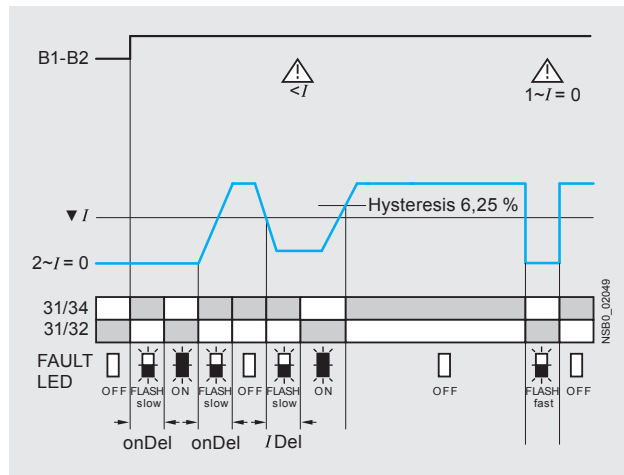 B1-B2
<I
1~I = 0
Hysteresis 6,25 %
▼ I
2~I = 0
NSB0_02049
31/34
31/32
FAULT
LED
OFF
FLASH
slow
ON
FLASH
slow
OFF
FLASH
slow
ON
OFF
FLASH
fast
OFF
onDel
onDel
I Del